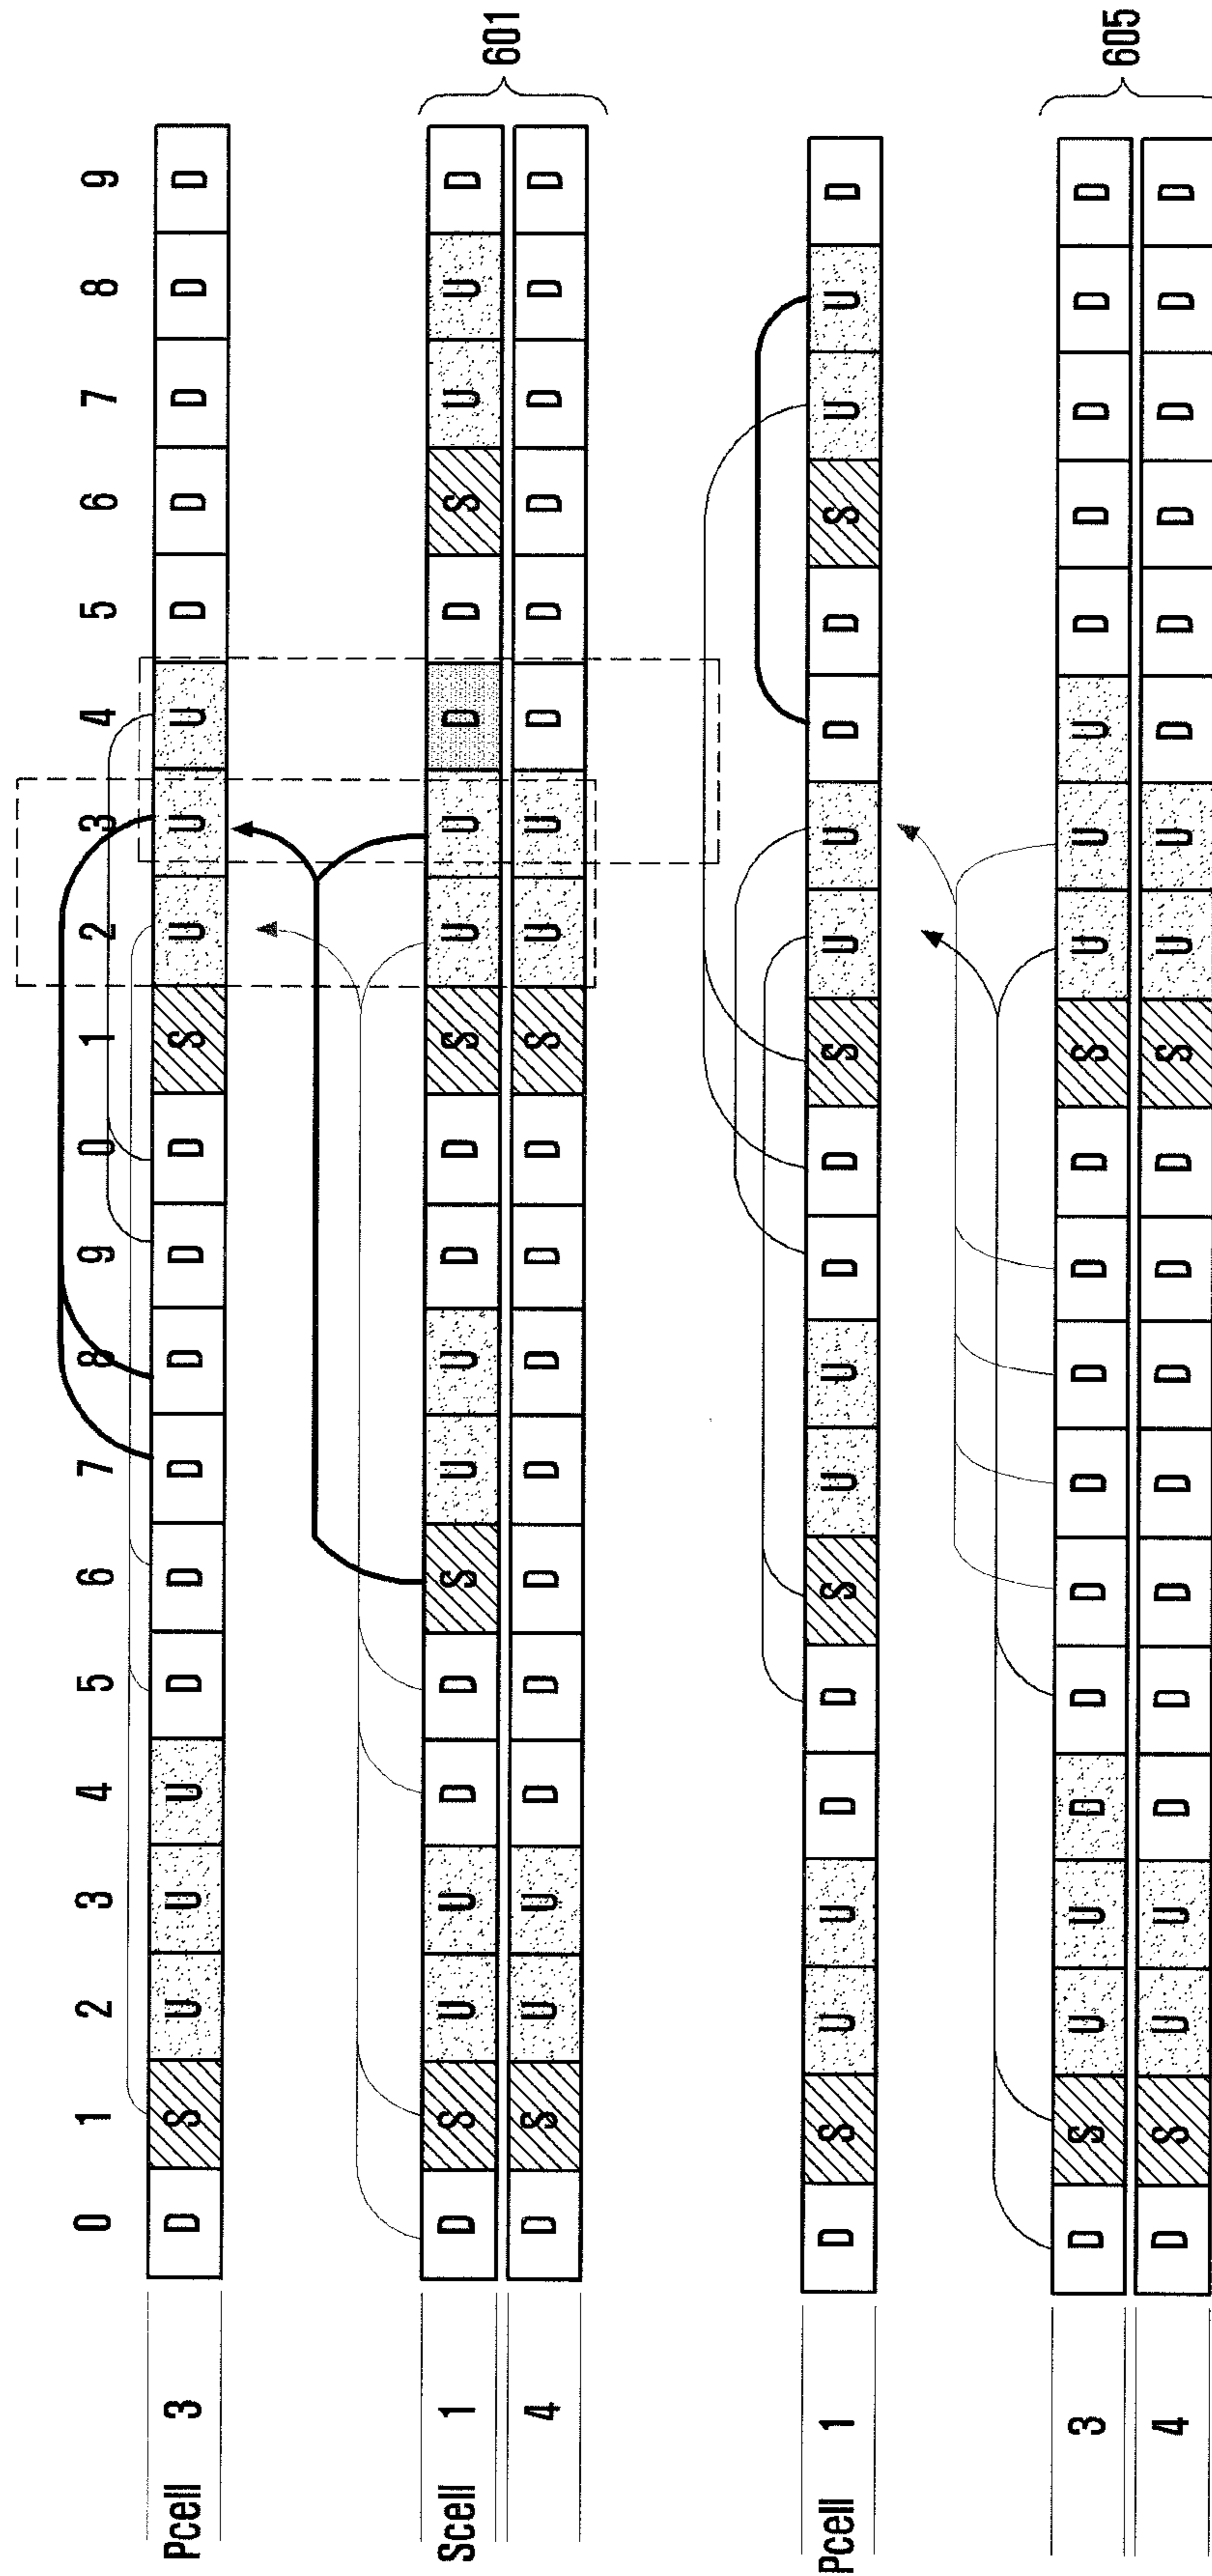 0 1 2 3 4 5 6 7 8 9 0 1 2 3 4 5 6 7 8 9
Pcell 3 D S U U U D D D D D D S U U U D D D D D
Scell 1 D S U U D D S U U D D S U U D D S U U D
4 D S U U D D D D D D D S U U D D D D D D
601
Pcell 1 D S U U D D S U U D D S U U D D S U U D
3 D S U U D D D D D D D S U U U D D D D D
4 D S U U D D D D D D D S U U D D D D D D
605